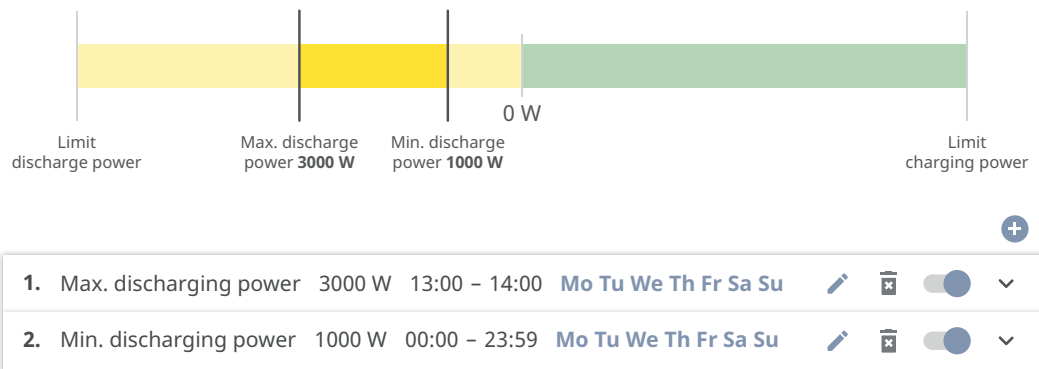 0 W
Limit
discharge power
Max. discharge
power 3000 W
Min. discharge
power 1000 W
Limit
charging power
1. Max. discharging power 3000 W 13:00 – 14:00 Mo Tu We Th Fr Sa Su
2. Min. discharging power 1000 W 00:00 – 23:59 Mo Tu We Th Fr Sa Su